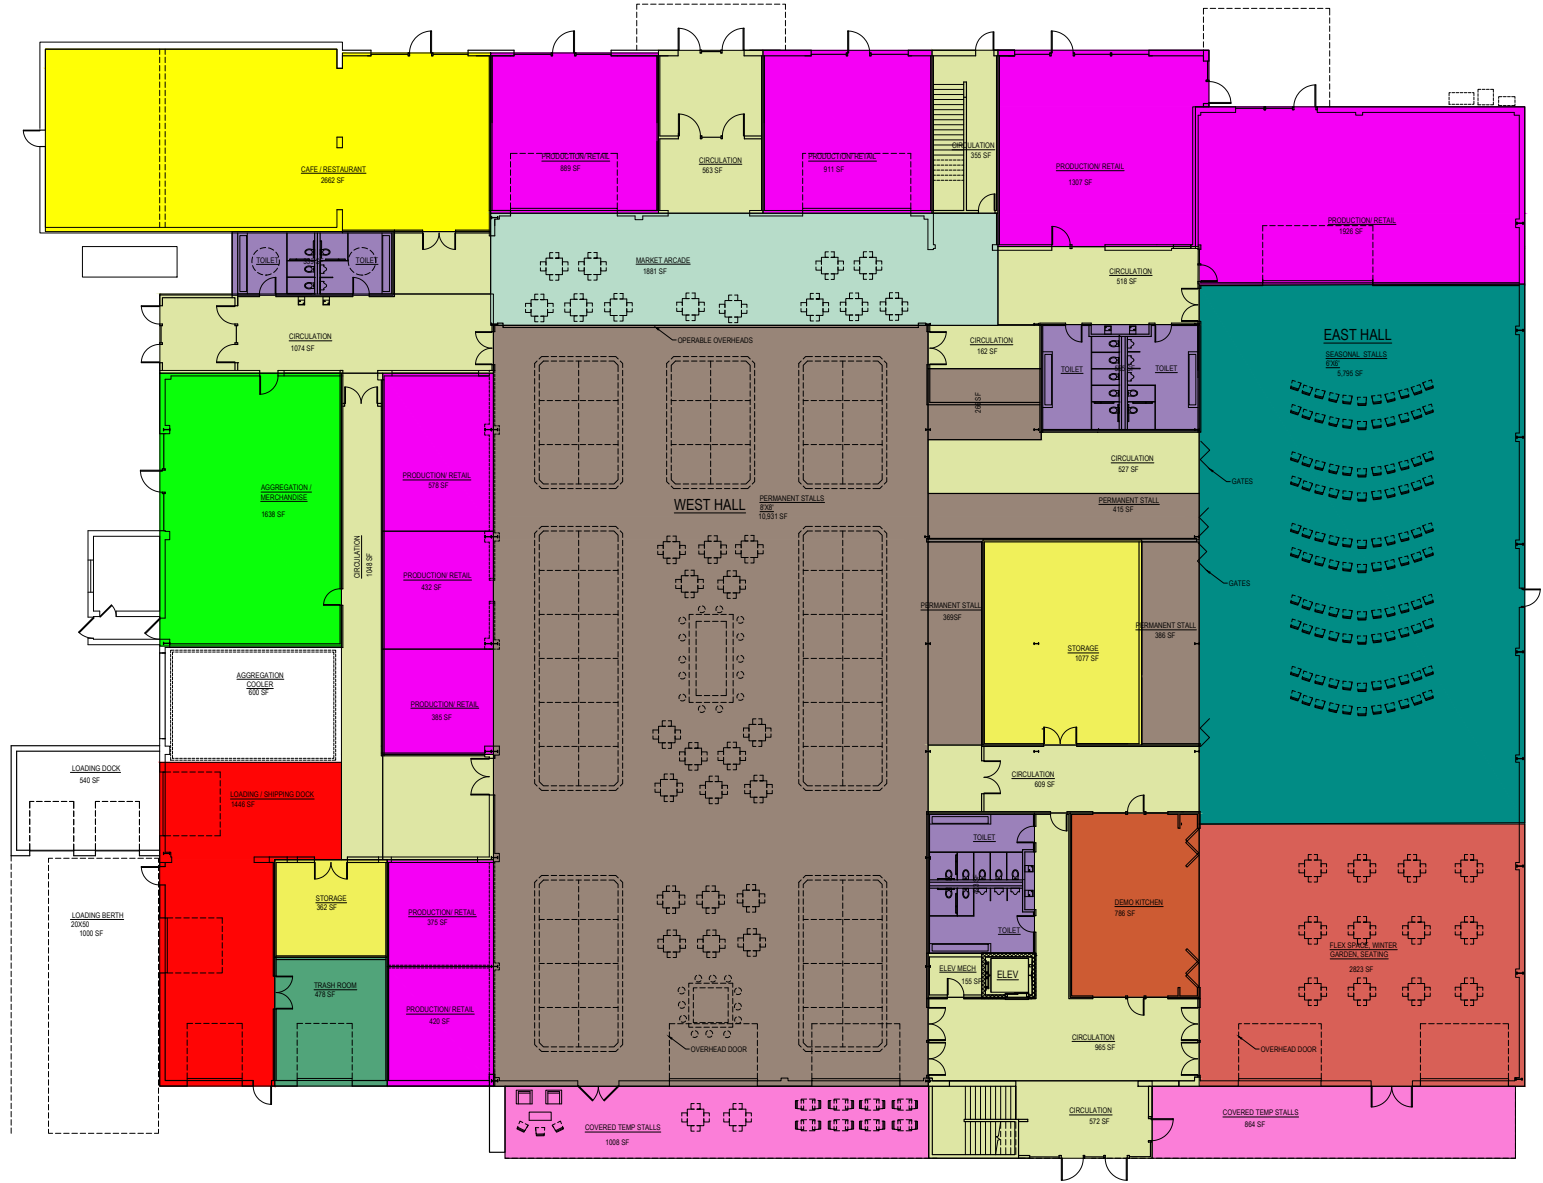 CAFE / RESTAURANT
2662 SF
PRODUCTION/ RETAIL
889 SF
CIRCULATION
563 SF
PRODUCTION/ RETAIL
911 SF
CIRCULATION
355 SF
PRODUCTION/ RETAIL
1307 SF
PRODUCTION/ RETAIL
1926 SF
TOILET
TOILET
MARKET ARCADE
1881 SF
CIRCULATION
518 SF
CIRCULATION
1074 SF
OPERABLE OVERHEADS
CIRCULATION
162 SF
TOILET
TOILET
EAST HALL
SEASONAL STALLS
6'X6'
5,795 SF
AGGREGATION /
MERCHANDISE
1638 SF
PRODUCTION/ RETAIL
578 SF
WEST HALL
PERMANENT STALLS
8'X8'
10,931 SF
CIRCULATION
527 SF
GATES
PERMANENT STALL
415 SF
CIRCULATION
1048 SF
PRODUCTION/ RETAIL
432 SF
GATES
PERMANENT STALL
369SF
STORAGE
1077 SF
PERMANENT STALL
386 SF
AGGREGATION
COOLER
600 SF
PRODUCTION/ RETAIL
385 SF
LOADING DOCK
540 SF
LOADING / SHIPPING DOCK
1446 SF
CIRCULATION
609 SF
TOILET
TOILET
LOADING BERTH
20X50
1000 SF
STORAGE
362 SF
PRODUCTION/ RETAIL
375 SF
DEMO KITCHEN
786 SF
FLEX SPACE, WINTER
GARDEN, SEATING
2823 SF
TRASH ROOM
478 SF
PRODUCTION/ RETAIL
420 SF
ELEV MECH
155 SF
ELEV
OVERHEAD DOOR
CIRCULATION
965 SF
OVERHEAD DOOR
COVERED TEMP STALLS
1008 SF
CIRCULATION
572 SF
COVERED TEMP STALLS
864 SF